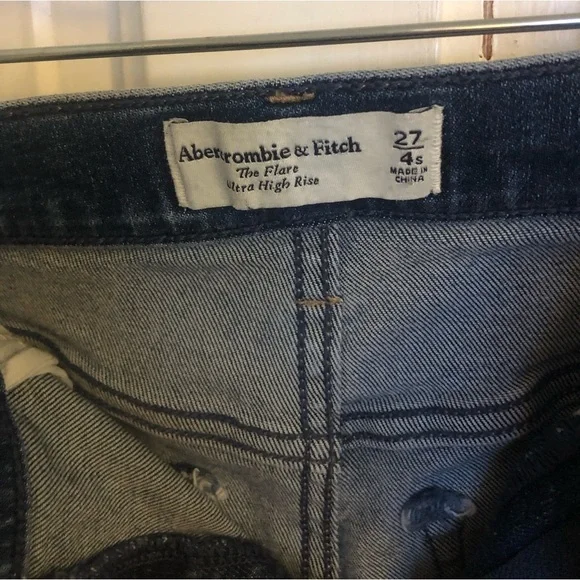 Abercrombie & Fitch
The Flare
Ultra High Rise
27
4S
MADE IN
CHINA